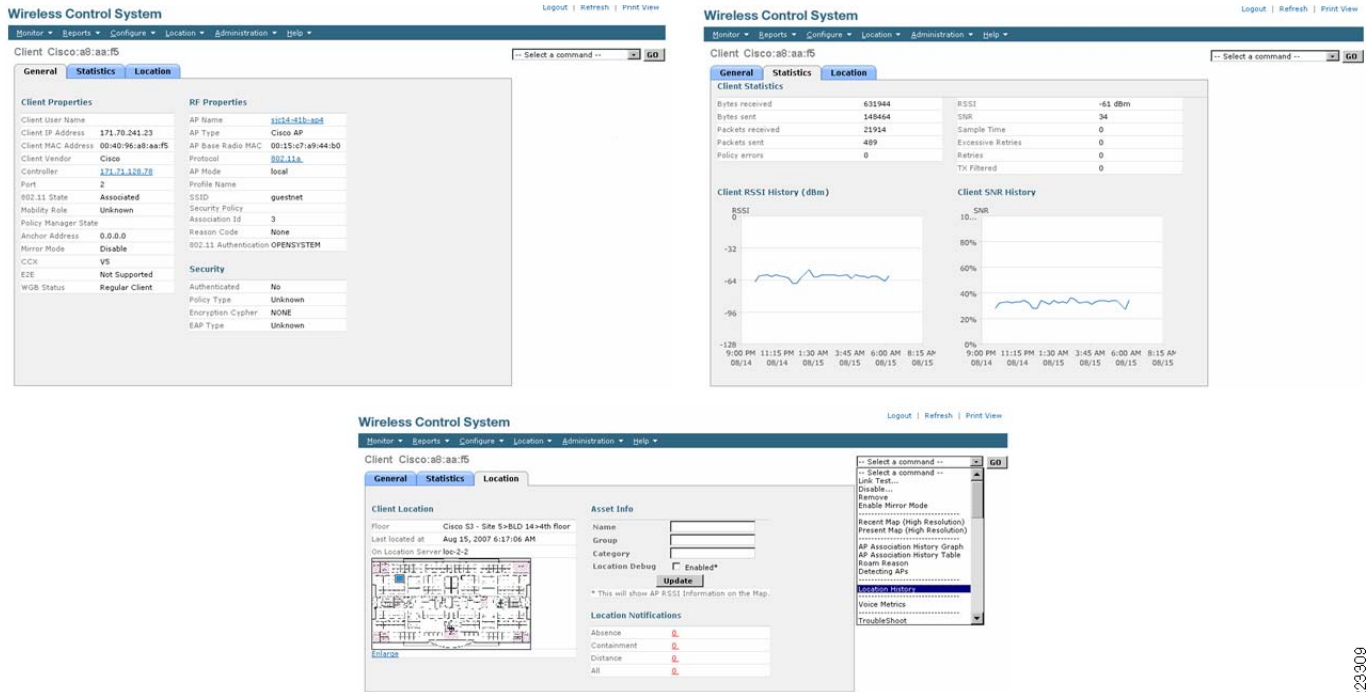 Logout | Refresh | Print View
Wireless Control System
Monitor Reports Configure Location Administration Help
Client Cisco:a8:aa:f5
-- Select a command -- GO
General Statistics Location
Client Properties
Client User Name
Client IP Address 171.70.241.23
Client MAC Address 00:40:96:a8:aa:f5
Client Vendor Cisco
Controller 171.71.128.78
Port 2
802.11 State Associated
Mobility Role Unknown
Policy Manager State
Anchor Address 0.0.0.0
Mirror Mode Disable
CCX V5
E2E Not Supported
WGB Status Regular Client
RF Properties
AP Name sjc14-41b-ap4
AP Type Cisco AP
AP Base Radio MAC 00:15:c7:a9:44:b0
Protocol 802.11a
AP Mode local
Profile Name
SSID guestnet
Security Policy
Association Id 3
Reason Code None
802.11 Authentication OPENSYSTEM
Security
Authenticated No
Policy Type Unknown
Encryption Cypher NONE
EAP Type Unknown
Logout | Refresh | Print View
Wireless Control System
Monitor Reports Configure Location Administration Help
Client Cisco:a8:aa:f5
-- Select a command -- GO
General Statistics Location
Client Statistics
Bytes received 631944
Bytes sent 148464
Packets received 21914
Packets sent 489
Policy errors 0
RSSI -61 dBm
SNR 34
Sample Time 0
Excessive Retries 0
Retries 0
TX Filtered 0
Client RSSI History (dBm)
RSSI
0
-32
-64
-96
-128
9:00 PM 11:15 PM 1:30 AM 3:45 AM 6:00 AM 8:15 AM
08/14 08/14 08/15 08/15 08/15 08/15
Client SNR History
SNR
10...
80%
60%
40%
20%
0%
9:00 PM 11:15 PM 1:30 AM 3:45 AM 6:00 AM 8:15 AM
08/14 08/14 08/15 08/15 08/15 08/15
Logout | Refresh | Print View
Wireless Control System
Monitor Reports Configure Location Administration Help
Client Cisco:a8:aa:f5
-- Select a command -- GO
General Statistics Location
Client Location
Floor Cisco SJ - Site 5>BLD 14>4th floor
Last located at Aug 15, 2007 6:17:06 AM
On Location Server loc-2-2
Enlarge
Asset Info
Name
Group
Category
Location Debug Enabled*
Update
* This will show AP RSSI Information on the Map.
Location Notifications
Absence 0
Containment 0
Distance 0
All 0
-- Select a command --
Link Test...
Disable...
Remove
Enable Mirror Mode
Recent Map (High Resolution)
Present Map (High Resolution)
AP Association History Graph
AP Association History Table
Roam Reason
Detecting APs
Location History
Voice Metrics
TroubleShoot
23309